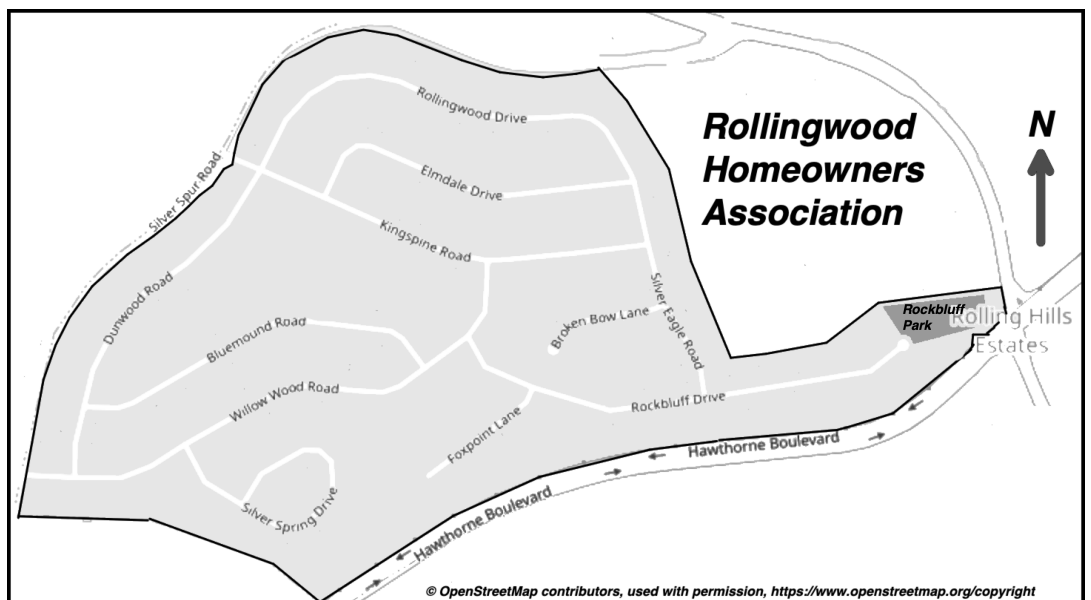 Rollingwood
Homeowners
Association
N
Rollingwood Drive
Elmdale Drive
Silver Spur Road
Kingspine Road
Dunwood Road
Silver Eagle Road
Broken Bow Lane
Bluemound Road
Rockbluff
Park
Rolling Hills
Estates
Willow Wood Road
Rockbluff Drive
Foxpoint Lane
Hawthorne Boulevard
Silver Spring Drive
Hawthorne Boulevard
© OpenStreetMap contributors, used with permission, https://www.openstreetmap.org/copyright